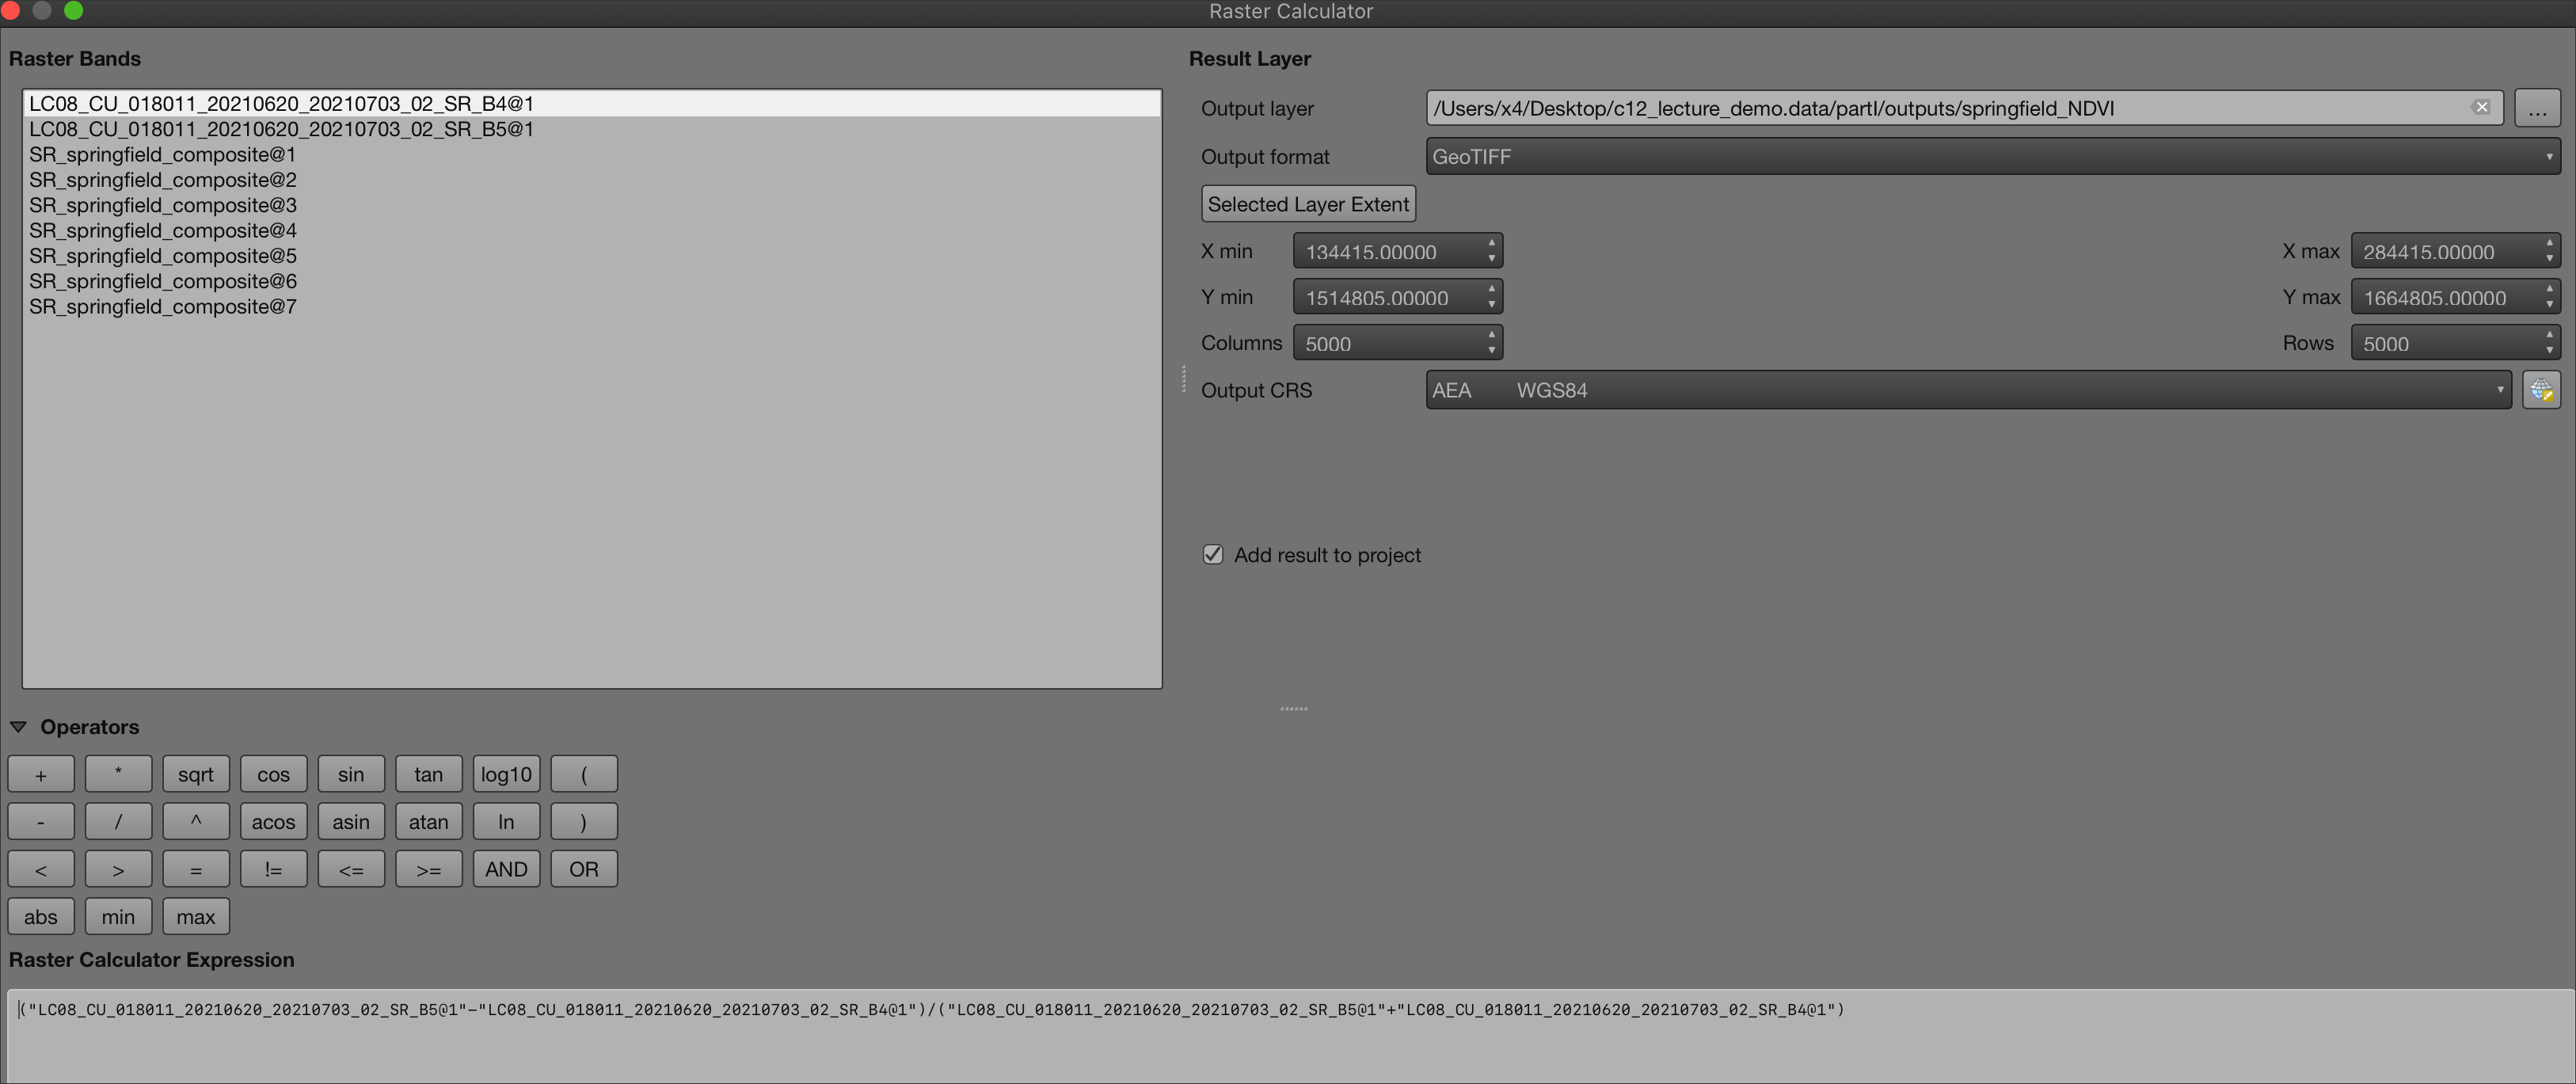 Raster Calculator
Raster Bands
LC08_CU_018011_20210620_20210703_02_SR_B4@1
LC08_CU_018011_20210620_20210703_02_SR_B5@1
SR_springfield_composite@1
SR_springfield_composite@2
SR_springfield_composite@3
SR_springfield_composite@4
SR_springfield_composite@5
SR_springfield_composite@6
SR_springfield_composite@7
Result Layer
Output layer /Users/x4/Desktop/c12_lecture_demo.data/partI/outputs/springfield_NDVI ...
Output format GeoTIFF
Selected Layer Extent
X min 134415.00000 X max 284415.00000
Y min 1514805.00000 Y max 1664805.00000
Columns 5000 Rows 5000
Output CRS AEA WGS84
Add result to project
Operators
+ * sqrt cos sin tan log10 (
- / ^ acos asin atan ln )
< > = != <= >= AND OR
abs min max
Raster Calculator Expression
("LC08_CU_018011_20210620_20210703_02_SR_B5@1"-"LC08_CU_018011_20210620_20210703_02_SR_B4@1")/("LC08_CU_018011_20210620_20210703_02_SR_B5@1"+"LC08_CU_018011_20210620_20210703_02_SR_B4@1")